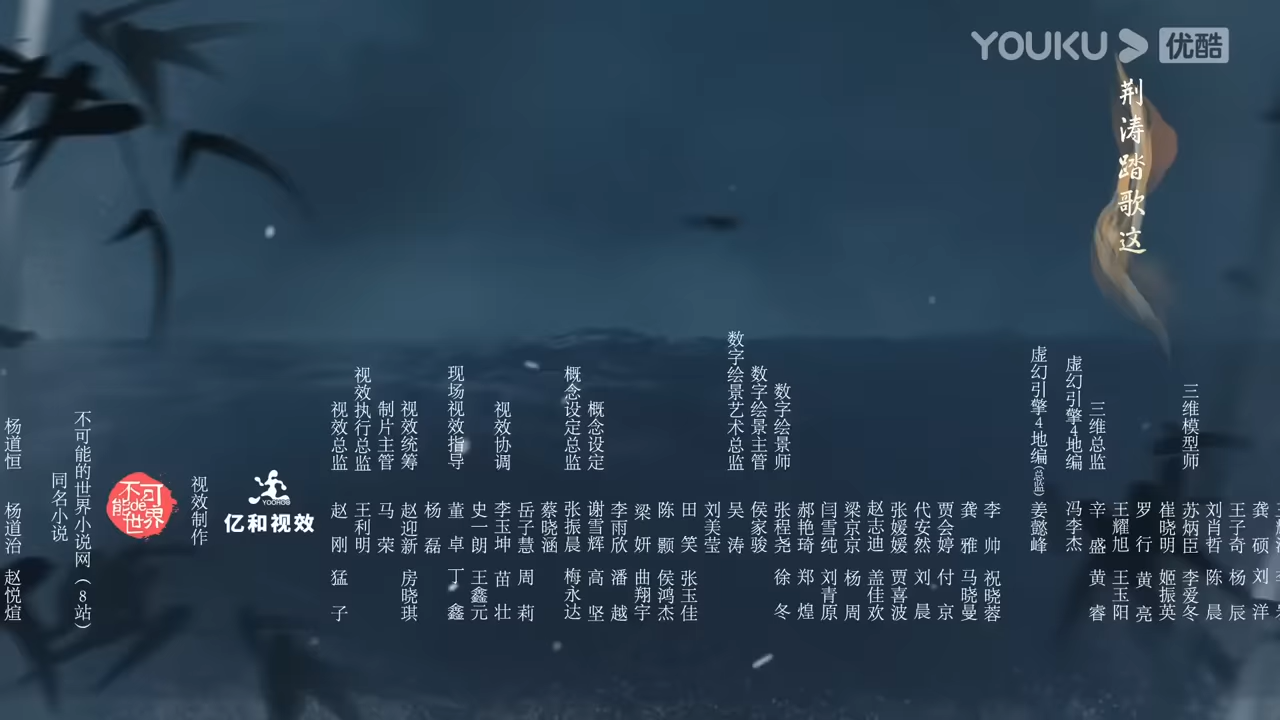 YOUKU 优酷
荆涛踏歌这
杨道恒 杨道治 赵悦煊
同名小说
不可能的世界小说网（8站）
不可能de世界
视效制作
YOOHOO
亿和视效
视效总监 赵刚 猛子
视效执行总监 王利明
制片主管 马荣
视效统筹 赵迎新 房晓琪
杨磊
现场视效指导 董卓 丁鑫
史一朗 王鑫元
视效协调 李玉坤 苗壮
岳子慧 周莉
蔡晓涵
概念设定总监 张振晨 梅永达
概念设定 谢雪辉 高坚
李雨欣 潘越
梁妍 曲翔宇
陈颢 侯鸿杰
田笑 张玉佳
刘美莹
数字绘景艺术总监 吴涛
数字绘景主管 侯家骏
数字绘景师 张程尧 徐冬
郝艳琦 郑煌
闫雪纯 刘青原
梁京京 杨周
赵志迪 盖佳欢
张媛媛 贾喜波
代安然 刘晨
贾会婷 付京
龚雅 马晓曼
李帅 祝晓蓉
虚幻引擎4地编(总监) 姜懿峰
虚幻引擎4地编 冯李杰
三维总监 辛盛 黄睿
王耀旭 王玉阳
罗行 黄亮
崔晓明 姬振英
三维模型师 苏炳臣 李爱冬
刘肖哲 陈晨
王子奇 杨辰
龚硕 刘洋